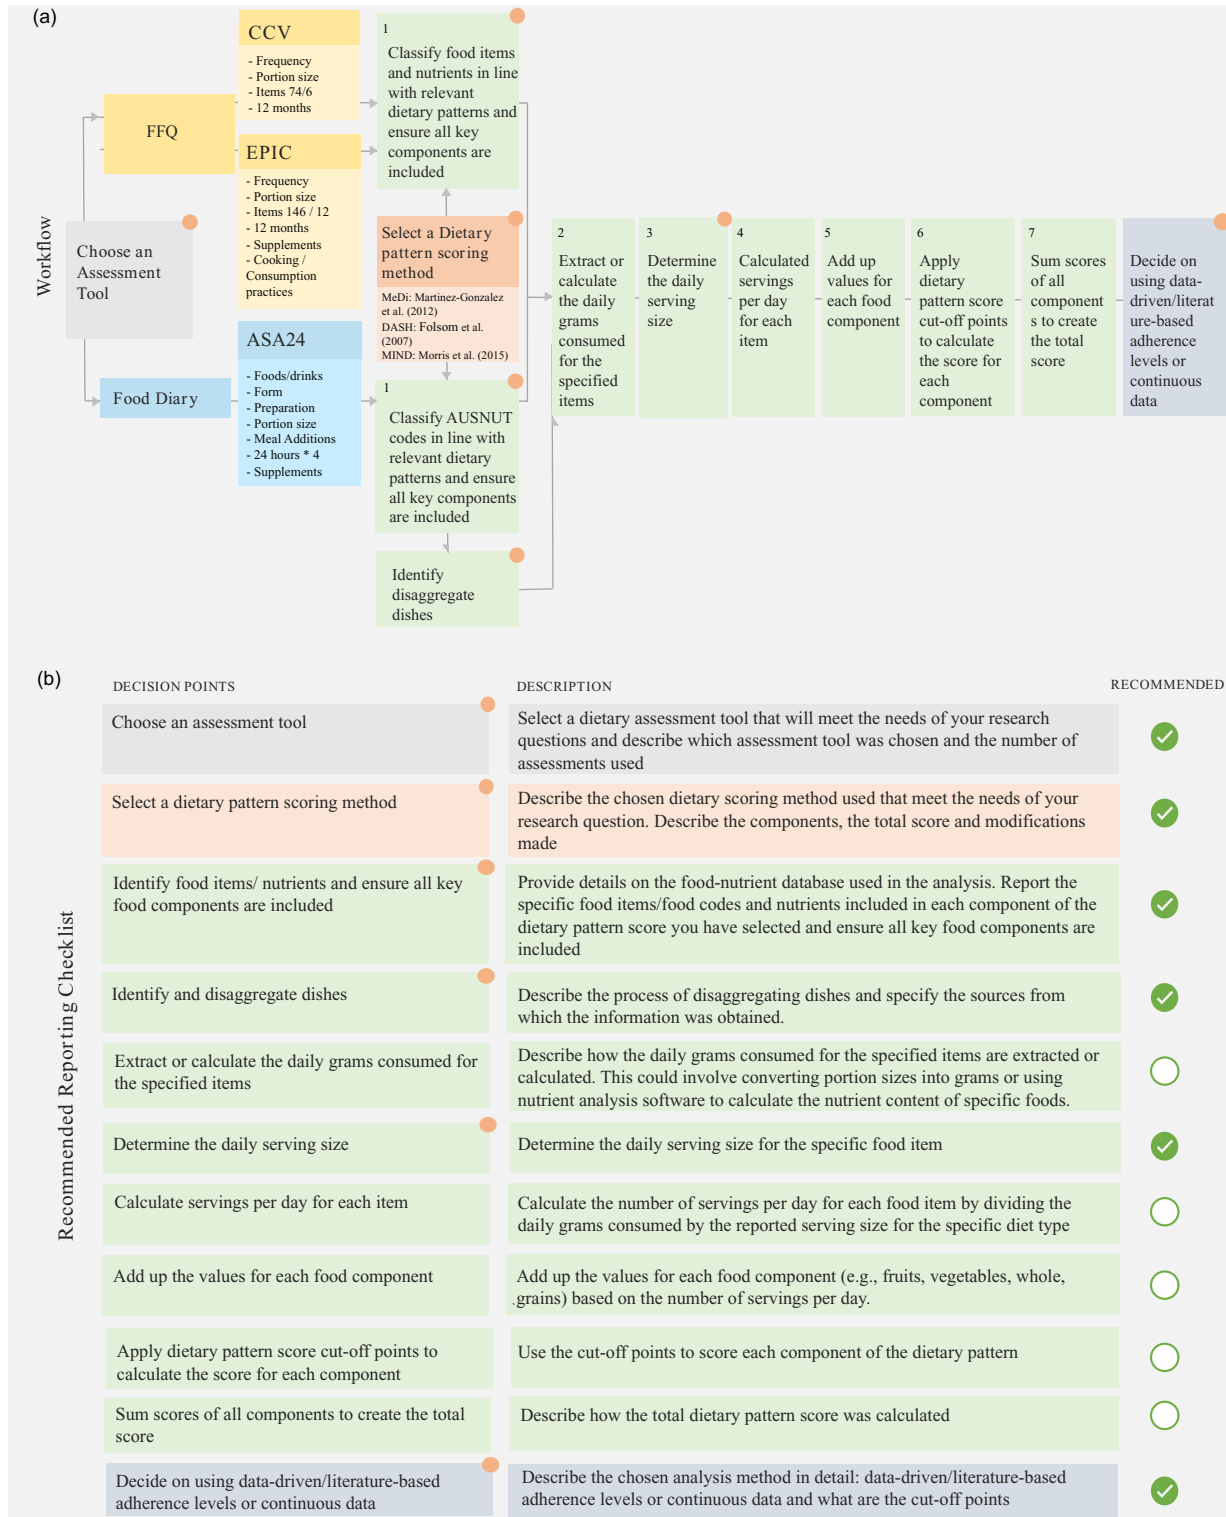 (a)
Workflow
Choose an
Assessment
Tool
FFQ
Food Diary
CCV
- Frequency
- Portion size
- Items 74/6
- 12 months
EPIC
- Frequency
- Portion size
- Items 146 / 12
- 12 months
- Supplements
- Cooking /
Consumption
practices
ASA24
- Foods/drinks
- Form
- Preparation
- Portion size
- Meal Additions
- 24 hours * 4
- Supplements
1
Classify food items
and nutrients in line
with relevant
dietary patterns and
ensure all key
components are
included
Select a Dietary
pattern scoring
method
MeDi: Martinez-Gonzalez
et al. (2012)
DASH: Folsom et al.
(2007)
MIND: Morris et al. (2015)
1
Classify AUSNUT
codes in line with
relevant dietary
patterns and ensure
all key components
are included
Identify
disaggregate
dishes
2
Extract or
calculate
the daily
grams
consumed
for the
specified
items
3
Determine
the daily
serving
size
4
Calculated
servings
per day
for each
item
5
Add up
values for
each food
component
6
Apply
dietary
pattern score
cut-off points
to calculate
the score for
each
component
7
Sum scores
of all
component
s to create
the total
score
Decide on
using data-
driven/literat
ure-based
adherence
levels or
continuous
data
(b)
Recommended Reporting Checklist
DECISION POINTS
DESCRIPTION
RECOMMENDED
Choose an assessment tool
Select a dietary assessment tool that will meet the needs of your research
questions and describe which assessment tool was chosen and the number of
assessments used
Select a dietary pattern scoring method
Describe the chosen dietary scoring method used that meet the needs of your
research question. Describe the components, the total score and modifications
made
Identify food items/ nutrients and ensure all key
food components are included
Provide details on the food-nutrient database used in the analysis. Report the
specific food items/food codes and nutrients included in each component of the
dietary pattern score you have selected and ensure all key food components are
included
Identify and disaggregate dishes
Describe the process of disaggregating dishes and specify the sources from
which the information was obtained.
Extract or calculate the daily grams consumed for
the specified items
Describe how the daily grams consumed for the specified items are extracted or
calculated. This could involve converting portion sizes into grams or using
nutrient analysis software to calculate the nutrient content of specific foods.
Determine the daily serving size
Determine the daily serving size for the specific food item
Calculate servings per day for each item
Calculate the number of servings per day for each food item by dividing the
daily grams consumed by the reported serving size for the specific diet type
Add up the values for each food component
Add up the values for each food component (e.g., fruits, vegetables, whole,
.grains) based on the number of servings per day.
Apply dietary pattern score cut-off points to
calculate the score for each component
Use the cut-off points to score each component of the dietary pattern
Sum scores of all components to create the total
score
Describe how the total dietary pattern score was calculated
Decide on using data-driven/literature-based
adherence levels or continuous data
Describe the chosen analysis method in detail: data-driven/literature-based
adherence levels or continuous data and what are the cut-off points